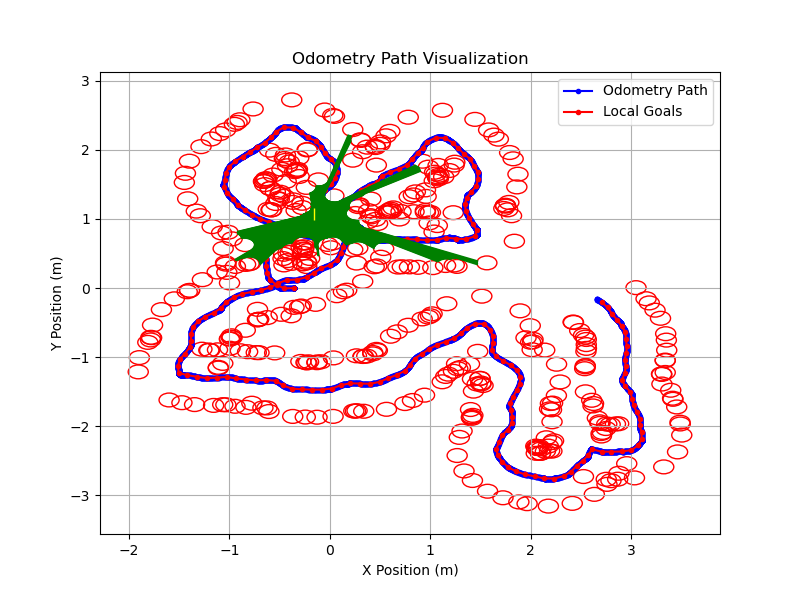 Odometry Path Visualization
Odometry Path
Local Goals
3
2
1
0
−1
−2
−3
Y Position (m)
−2
−1
0
1
2
3
X Position (m)